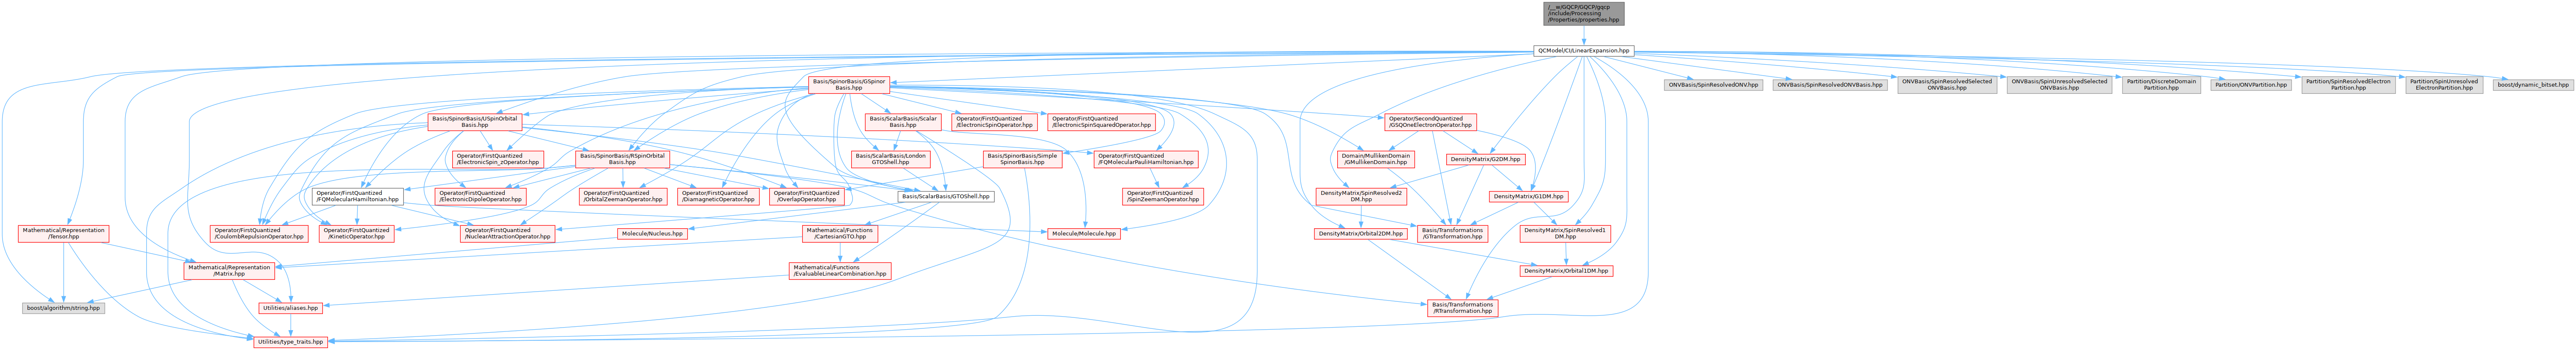 /__w/GQCP/GQCP/gqcp
/include/Processing
/Properties/properties.hpp
QCModel/CI/LinearExpansion.hpp
Basis/SpinorBasis/GSpinor
Basis.hpp
ONVBasis/SpinResolvedONV.hpp
ONVBasis/SpinResolvedONVBasis.hpp
ONVBasis/SpinResolvedSelected
ONVBasis.hpp
ONVBasis/SpinUnresolvedSelected
ONVBasis.hpp
Partition/DiscreteDomain
Partition.hpp
Partition/ONVPartition.hpp
Partition/SpinResolvedElectron
Partition.hpp
Partition/SpinUnresolved
ElectronPartition.hpp
boost/dynamic_bitset.hpp
Basis/SpinorBasis/USpinOrbital
Basis.hpp
Basis/ScalarBasis/Scalar
Basis.hpp
Operator/FirstQuantized
/ElectronicSpinOperator.hpp
Operator/FirstQuantized
/ElectronicSpinSquaredOperator.hpp
Operator/SecondQuantized
/GSQOneElectronOperator.hpp
Operator/FirstQuantized
/ElectronicSpin_zOperator.hpp
Basis/SpinorBasis/RSpinOrbital
Basis.hpp
Basis/ScalarBasis/London
GTOShell.hpp
Basis/SpinorBasis/Simple
SpinorBasis.hpp
Operator/FirstQuantized
/FQMolecularPauliHamiltonian.hpp
Domain/MullikenDomain
/GMullikenDomain.hpp
DensityMatrix/G2DM.hpp
Operator/FirstQuantized
/FQMolecularHamiltonian.hpp
Operator/FirstQuantized
/ElectronicDipoleOperator.hpp
Operator/FirstQuantized
/OrbitalZeemanOperator.hpp
Operator/FirstQuantized
/DiamagneticOperator.hpp
Operator/FirstQuantized
/OverlapOperator.hpp
Basis/ScalarBasis/GTOShell.hpp
Operator/FirstQuantized
/SpinZeemanOperator.hpp
DensityMatrix/SpinResolved2
DM.hpp
DensityMatrix/G1DM.hpp
Mathematical/Representation
/Tensor.hpp
Operator/FirstQuantized
/CoulombRepulsionOperator.hpp
Operator/FirstQuantized
/KineticOperator.hpp
Operator/FirstQuantized
/NuclearAttractionOperator.hpp
Molecule/Nucleus.hpp
Mathematical/Functions
/CartesianGTO.hpp
Molecule/Molecule.hpp
DensityMatrix/Orbital2DM.hpp
Basis/Transformations
/GTransformation.hpp
DensityMatrix/SpinResolved1
DM.hpp
Mathematical/Representation
/Matrix.hpp
Mathematical/Functions
/EvaluableLinearCombination.hpp
DensityMatrix/Orbital1DM.hpp
boost/algorithm/string.hpp
Utilities/aliases.hpp
Basis/Transformations
/RTransformation.hpp
Utilities/type_traits.hpp